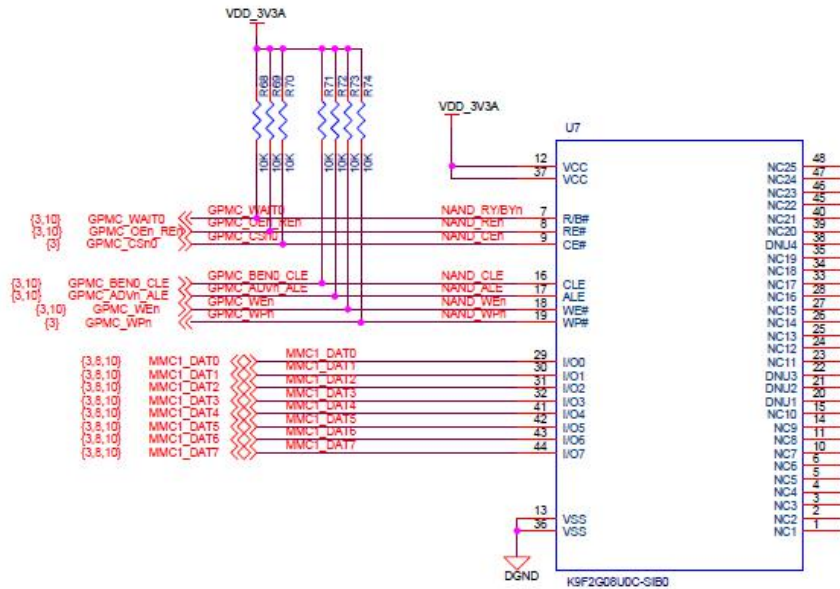 VDD_3V3A
R68 R69 R70 R71 R72 R73 R74
10K 10K 10K 10K 10K 10K 10K
VDD_3V3A
U7
12 VCC
37 VCC
{3,10} GPMC_WAIT0 GPMC_WAIT0 NAND_RY/BYn 7 R/B#
{3,10} GPMC_OEn_REn GPMC_OEn_REn NAND_REn 8 RE#
{3} GPMC_CSn0 GPMC_CSn0 NAND_CEn 9 CE#
{3,10} GPMC_BEN0_CLE GPMC_BEN0_CLE NAND_CLE 16 CLE
{3,10} GPMC_ADVn_ALE GPMC_ADVn_ALE NAND_ALE 17 ALE
{3,10} GPMC_WEn GPMC_WEn NAND_WEn 18 WE#
{3} GPMC_WPn GPMC_WPn NAND_WPn 19 WP#
{3,8,10} MMC1_DAT0 MMC1_DAT0 29 I/O0
{3,8,10} MMC1_DAT1 MMC1_DAT1 30 I/O1
{3,8,10} MMC1_DAT2 MMC1_DAT2 31 I/O2
{3,8,10} MMC1_DAT3 MMC1_DAT3 32 I/O3
{3,8,10} MMC1_DAT4 MMC1_DAT4 41 I/O4
{3,8,10} MMC1_DAT5 MMC1_DAT5 42 I/O5
{3,8,10} MMC1_DAT6 MMC1_DAT6 43 I/O6
{3,8,10} MMC1_DAT7 MMC1_DAT7 44 I/O7
13 VSS
36 VSS
DGND
NC25 48
NC24 47
NC23 46
NC22 45
NC21 40
NC20 39
DNU4 38
NC19 35
NC18 34
NC17 33
NC16 28
NC15 27
NC14 26
NC13 25
NC12 24
NC11 23
DNU3 22
DNU2 21
DNU1 20
NC10 15
NC9 14
NC8 11
NC7 10
NC6 6
NC5 5
NC4 4
NC3 3
NC2 2
NC1 1
K9F2G08U0C-SIB0